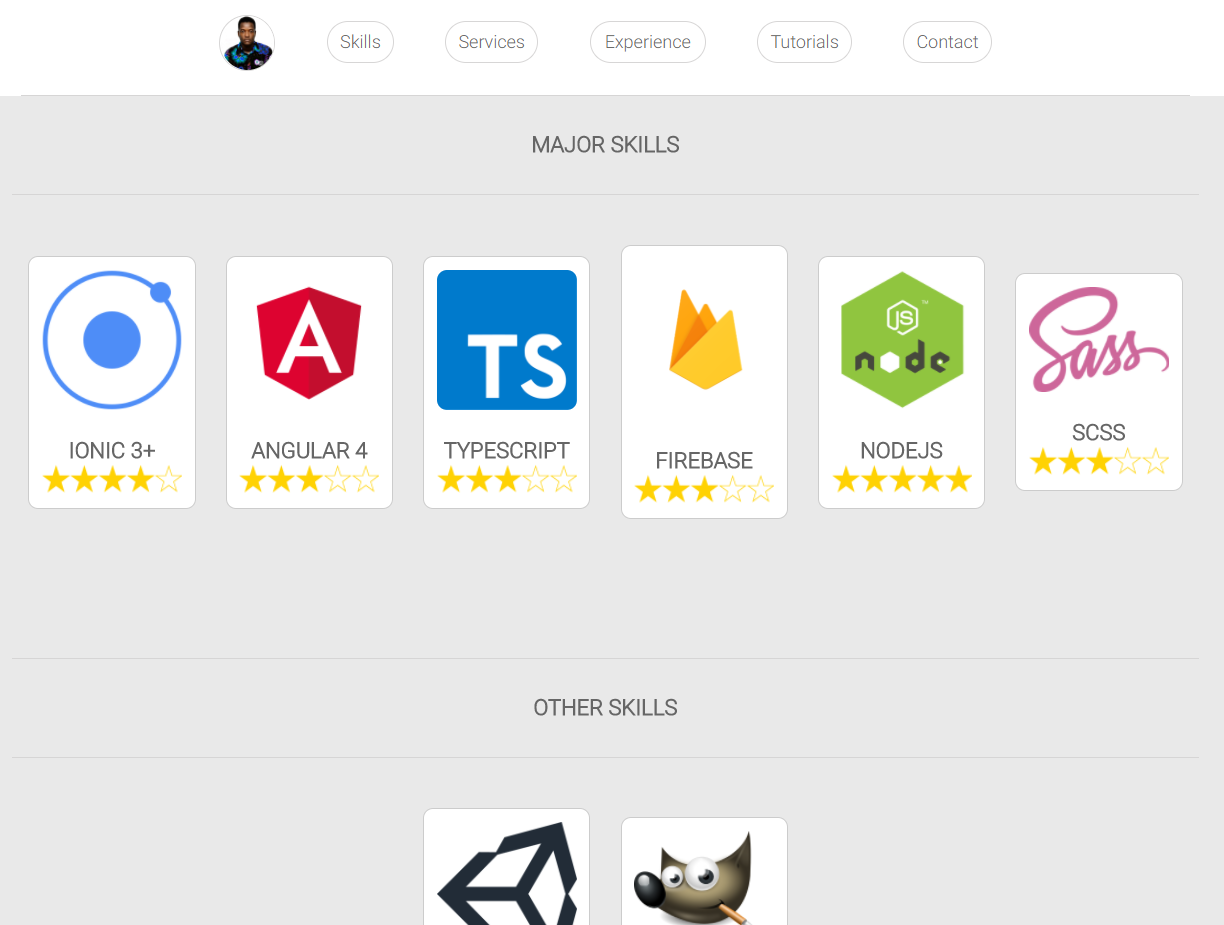 Skills Services Experience Tutorials Contact
MAJOR SKILLS
A TS JS ™ node Sass
IONIC 3+ ANGULAR 4 TYPESCRIPT FIREBASE NODEJS SCSS
OTHER SKILLS